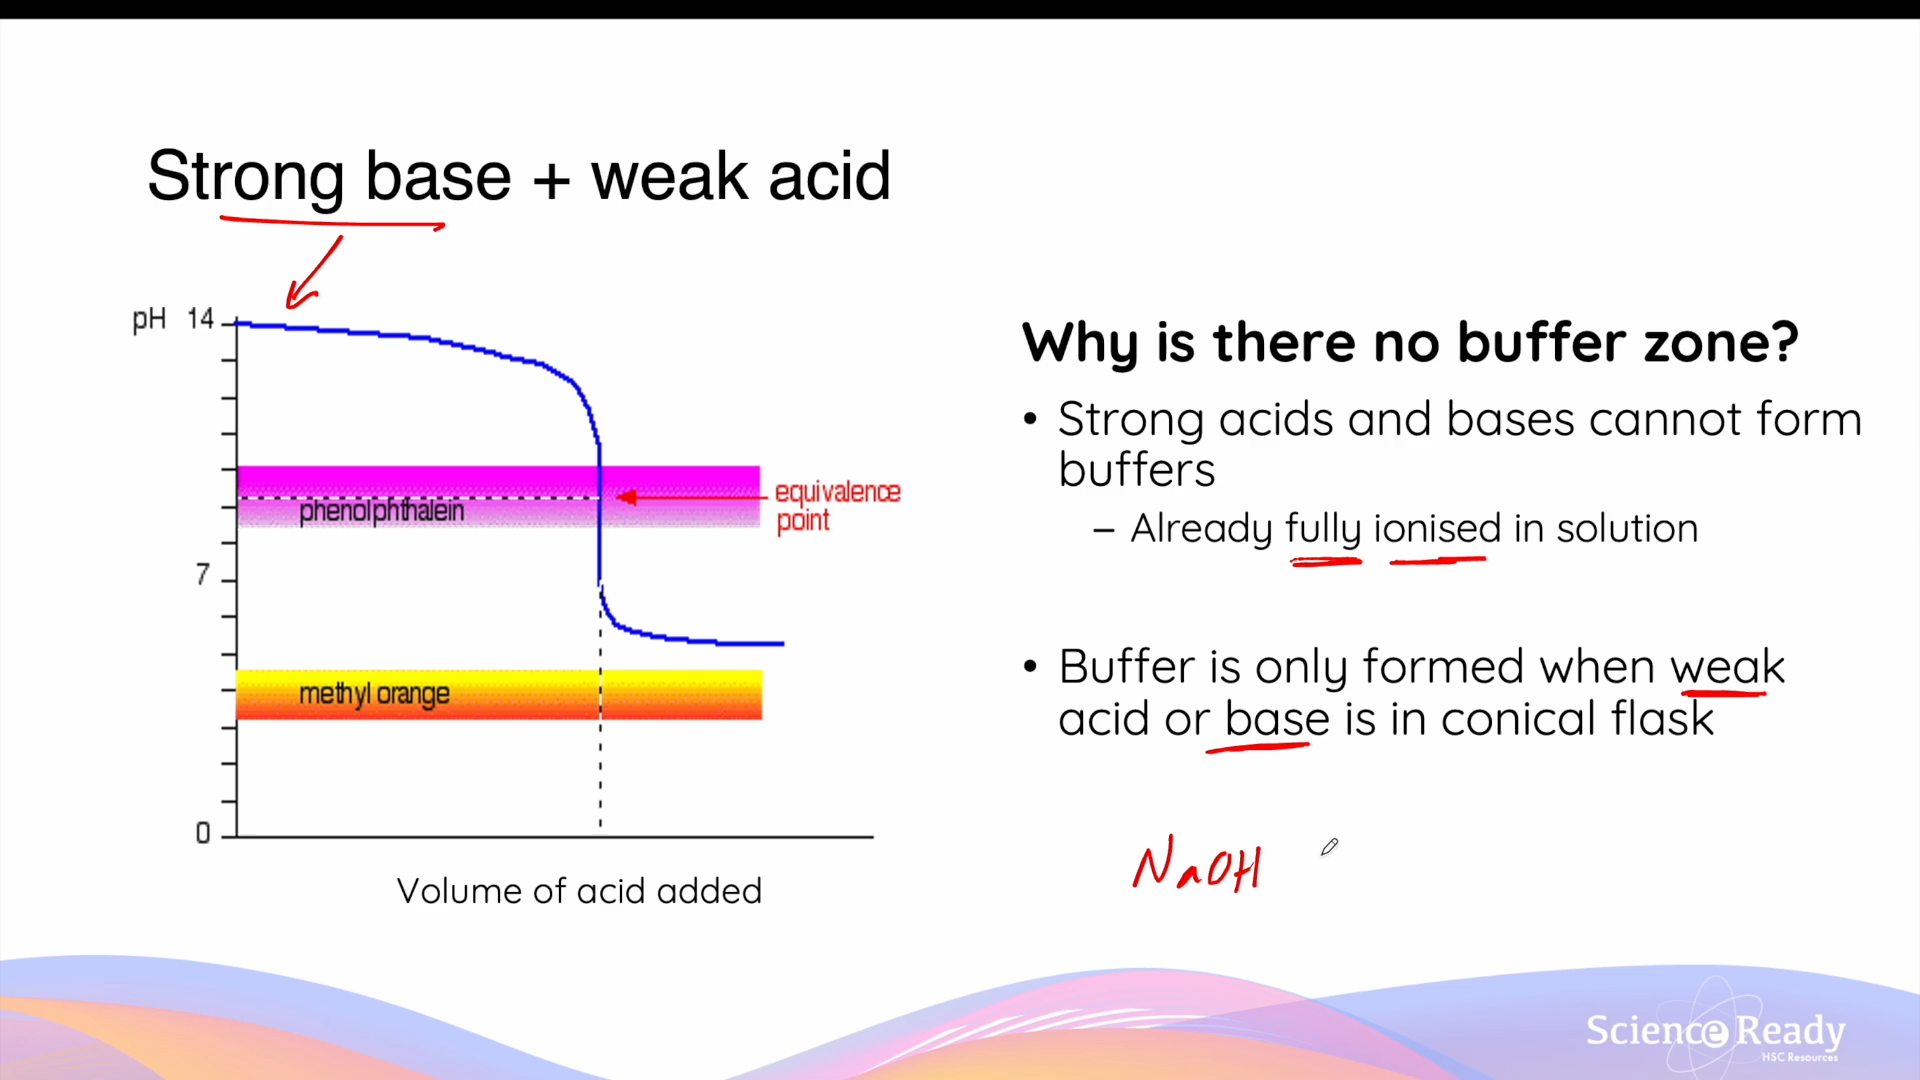 Strong base + weak acid
pH 14
phenolphthalein
equivalence
point
7
methyl orange
0
Volume of acid added
Why is there no buffer zone?
• Strong acids and bases cannot form
buffers
– Already fully ionised in solution
• Buffer is only formed when weak
acid or base is in conical flask
NaOH
Science Ready
HSC Resources